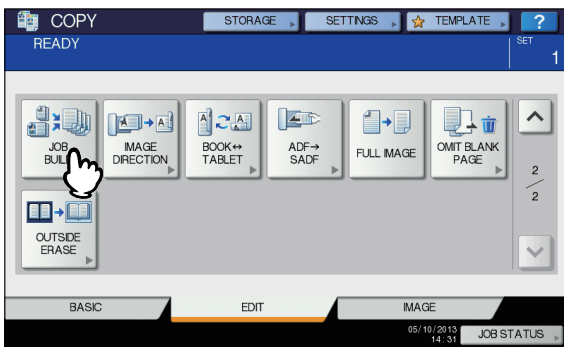 COPY
STORAGE
SETTINGS
TEMPLATE
?
READY
SET
1
JOB
BUIL
IMAGE
DIRECTION
BOOK↔
TABLET
ADF→
SADF
FULL IMAGE
OMIT BLANK
PAGE
2
2
OUTSIDE
ERASE
BASIC
EDIT
IMAGE
05/10/2013
14:31
JOB STATUS